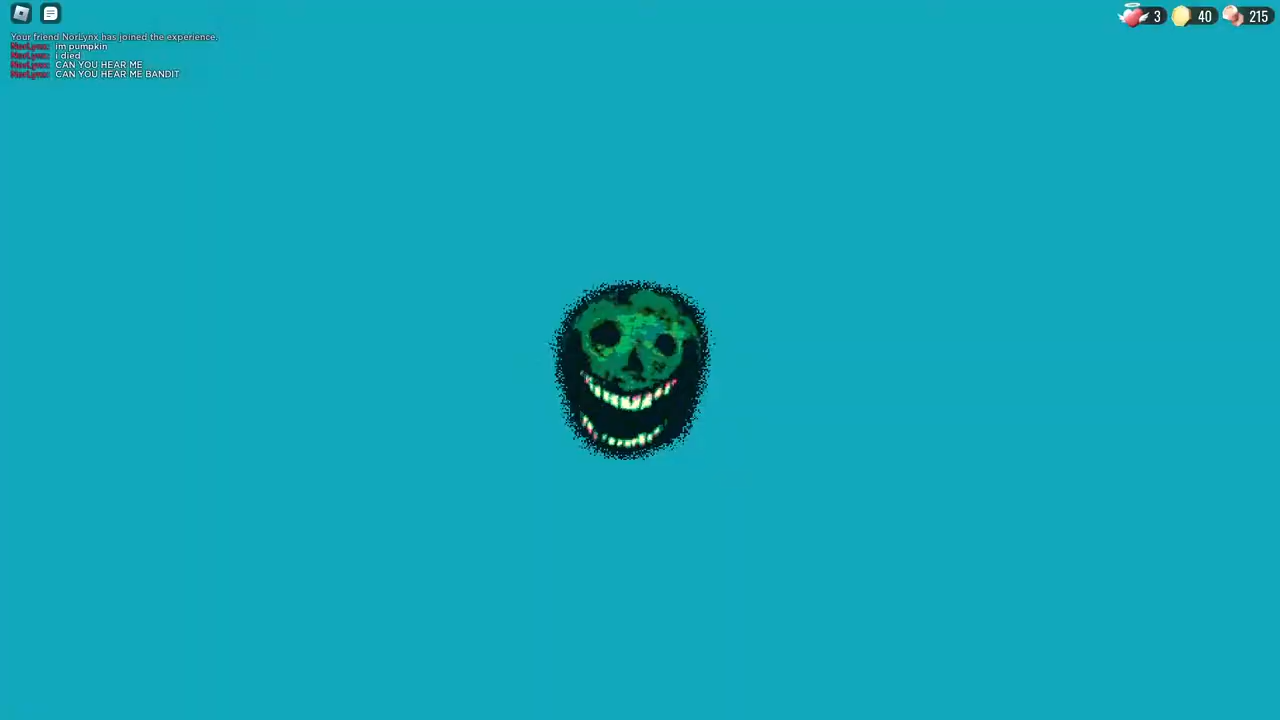 3
40
215
Your friend NorLynx has joined the experience.
NorLynx: im pumpkin
NorLynx: i died
NorLynx: CAN YOU HEAR ME
NorLynx: CAN YOU HEAR ME BANDIT